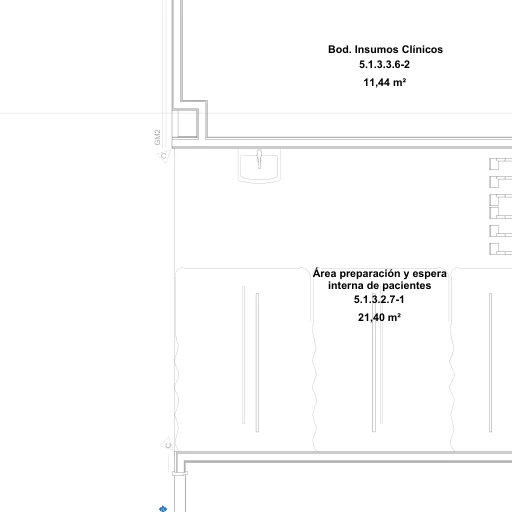 Bod. Insumos Clínicos
5.1.3.3.6-2
11,44 m²
GM2
C
Área preparación y espera
interna de pacientes
5.1.3.2.7-1
21,40 m²